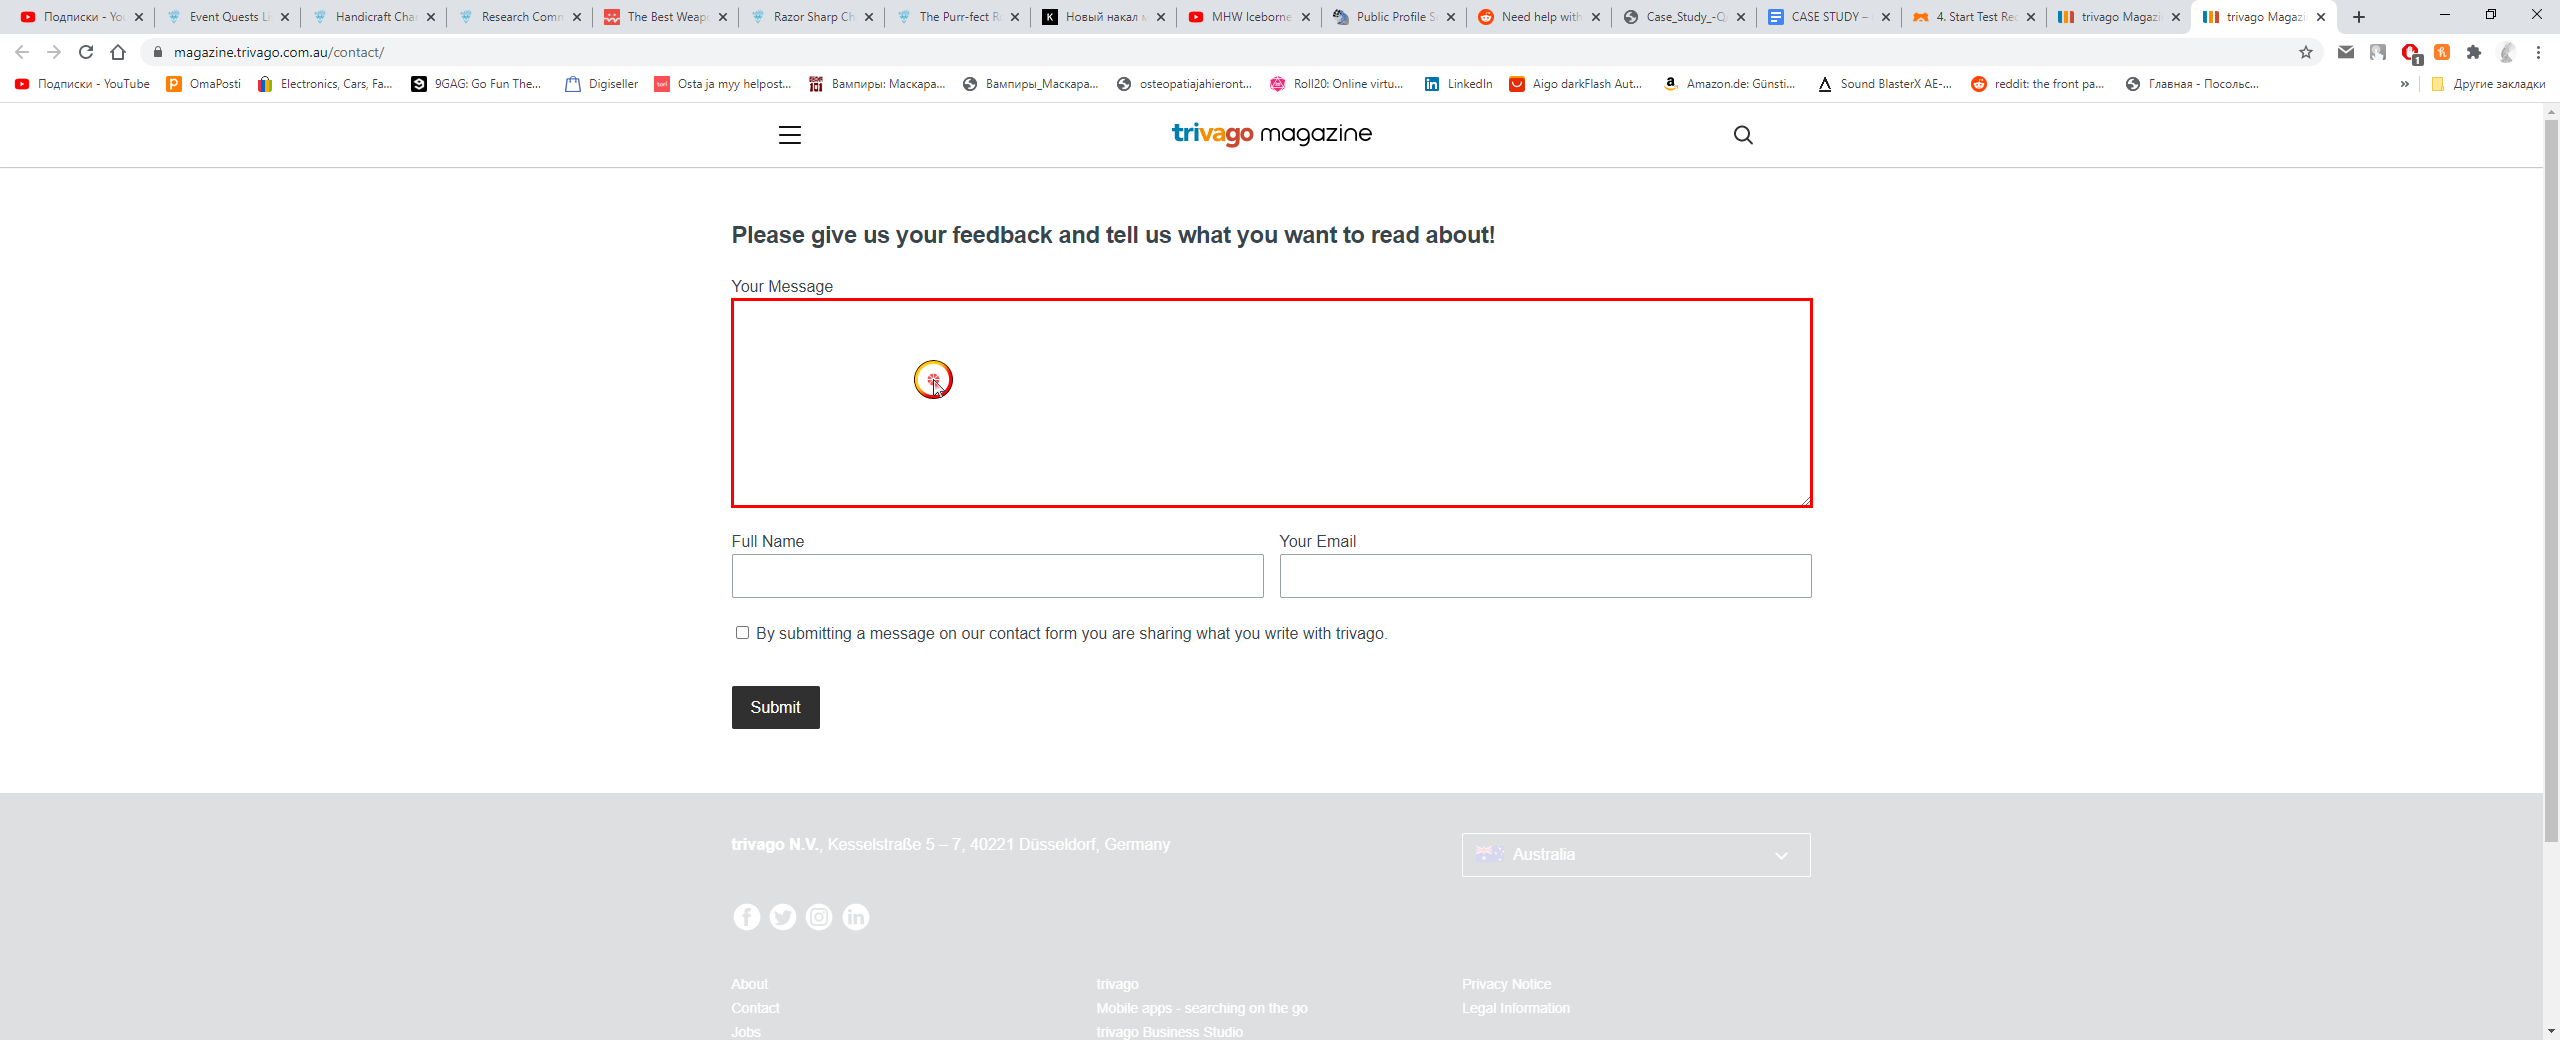 Подписки - You
Event Quests Li
Handicraft Char
Research Comm
The Best Weapo
Razor Sharp Ch
The Purr-fect Ro
Новый накал м
MHW Iceborne
Public Profile S
Need help with
Case_Study_-Q
CASE STUDY –
4. Start Test Rec
trivago Magazi
trivago Magazi
magazine.trivago.com.au/contact/
1
Подписки - YouTube
OmaPosti
Electronics, Cars, Fa...
9GAG: Go Fun The...
Digiseller
tori
Osta ja myy helpost...
Вампиры: Маскара...
Вампиры_Маскара...
osteopatiajahieront...
Roll20: Online virtu...
LinkedIn
Aigo darkFlash Aut...
Amazon.de: Günsti...
Sound BlasterX AE-...
reddit: the front pa...
Главная - Посольс...
»
Другие закладки
trivago magazine
Please give us your feedback and tell us what you want to read about!
Your Message
Full Name
Your Email
By submitting a message on our contact form you are sharing what you write with trivago.
Submit
trivago N.V., Kesselstraße 5 – 7, 40221 Düsseldorf, Germany
Australia
About
trivago
Privacy Notice
Contact
Mobile apps - searching on the go
Legal Information
Jobs
trivago Business Studio